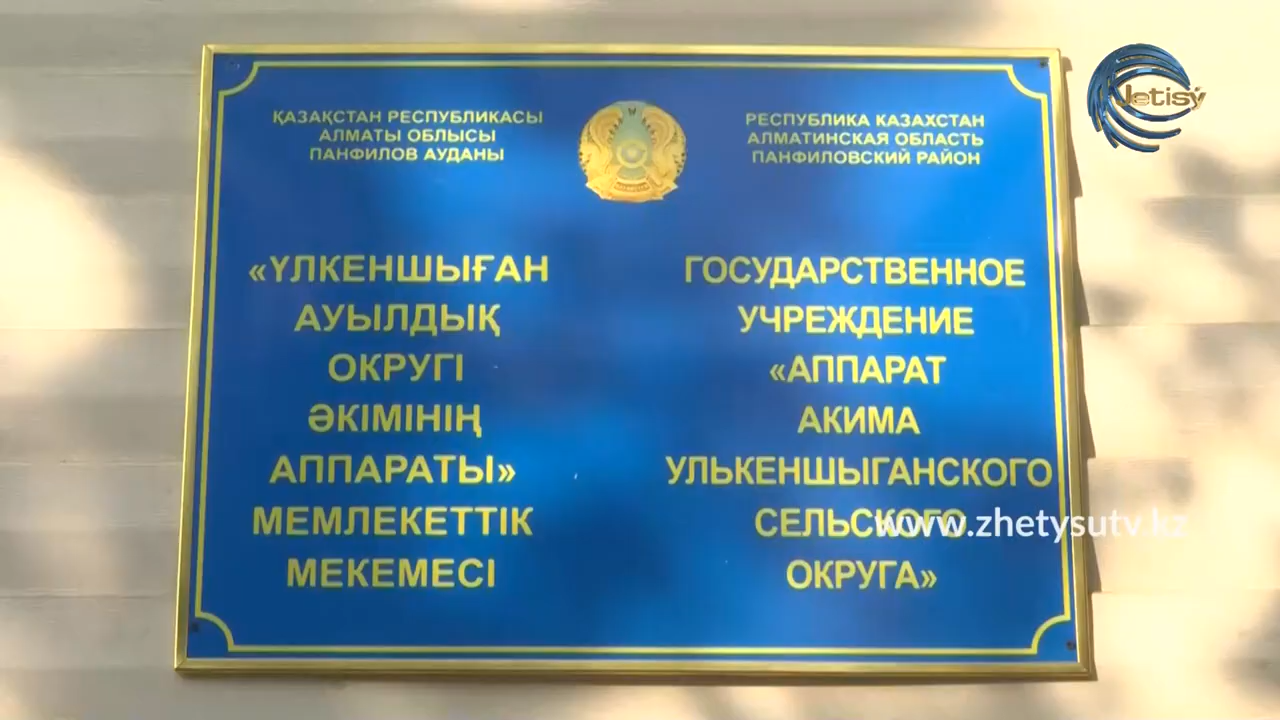 ҚАЗАҚСТАН РЕСПУБЛИКАСЫ
АЛМАТЫ ОБЛЫСЫ
ПАНФИЛОВ АУДАНЫ
РЕСПУБЛИКА КАЗАХСТАН
АЛМАТИНСКАЯ ОБЛАСТЬ
ПАНФИЛОВСКИЙ РАЙОН
«ҮЛКЕНШЫҒАН
АУЫЛДЫҚ
ОКРУГІ
ӘКІМІНІҢ
АППАРАТЫ»
МЕМЛЕКЕТТІК
МЕКЕМЕСІ
ГОСУДАРСТВЕННОЕ
УЧРЕЖДЕНИЕ
«АППАРАТ
АКИМА
УЛЬКЕНШЫГАНСКОГО
СЕЛЬСКОГО
ОКРУГА»
Jetisý
www.zhetysutv.kz